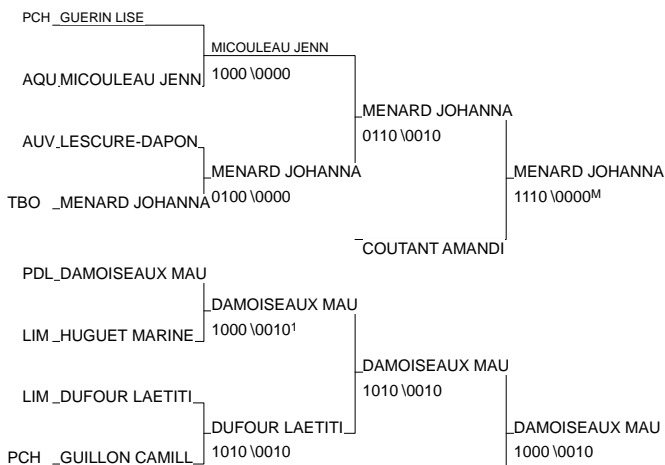 PCH GUERIN LISE
MICOULEAU JENN
AQU MICOULEAU JENN 1000 \0000
MENARD JOHANNA
0110 \0010
AUV LESCURE-DAPON
MENARD JOHANNA MENARD JOHANNA
TBO MENARD JOHANNA 0100 \0000 1110 \0000M
COUTANT AMANDI
PDL DAMOISEAUX MAU
DAMOISEAUX MAU
LIM HUGUET MARINE 1000 \00101
DAMOISEAUX MAU
1010 \0010
LIM DUFOUR LAETITI
DUFOUR LAETITI DAMOISEAUX MAU
PCH GUILLON CAMILL 1010 \0010 1000 \0010